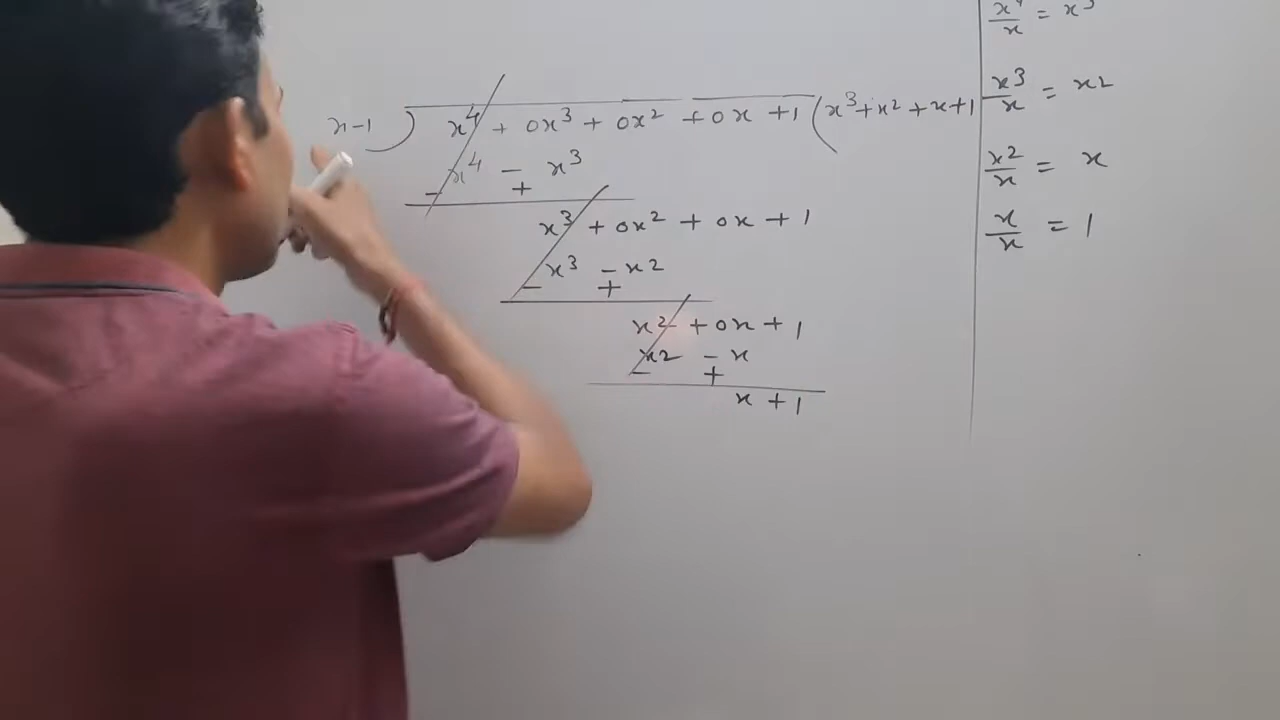 x⁴/x = x³
x-1 ) x⁴ + 0x³ + 0x² + 0x + 1 ( x³+x²+x+1
x⁴ - x³
- +
x³ + 0x² + 0x + 1
x³ - x²
- +
x² + 0x + 1
x² - x
- +
x + 1
x³/x = x²
x²/x = x
x/x = 1